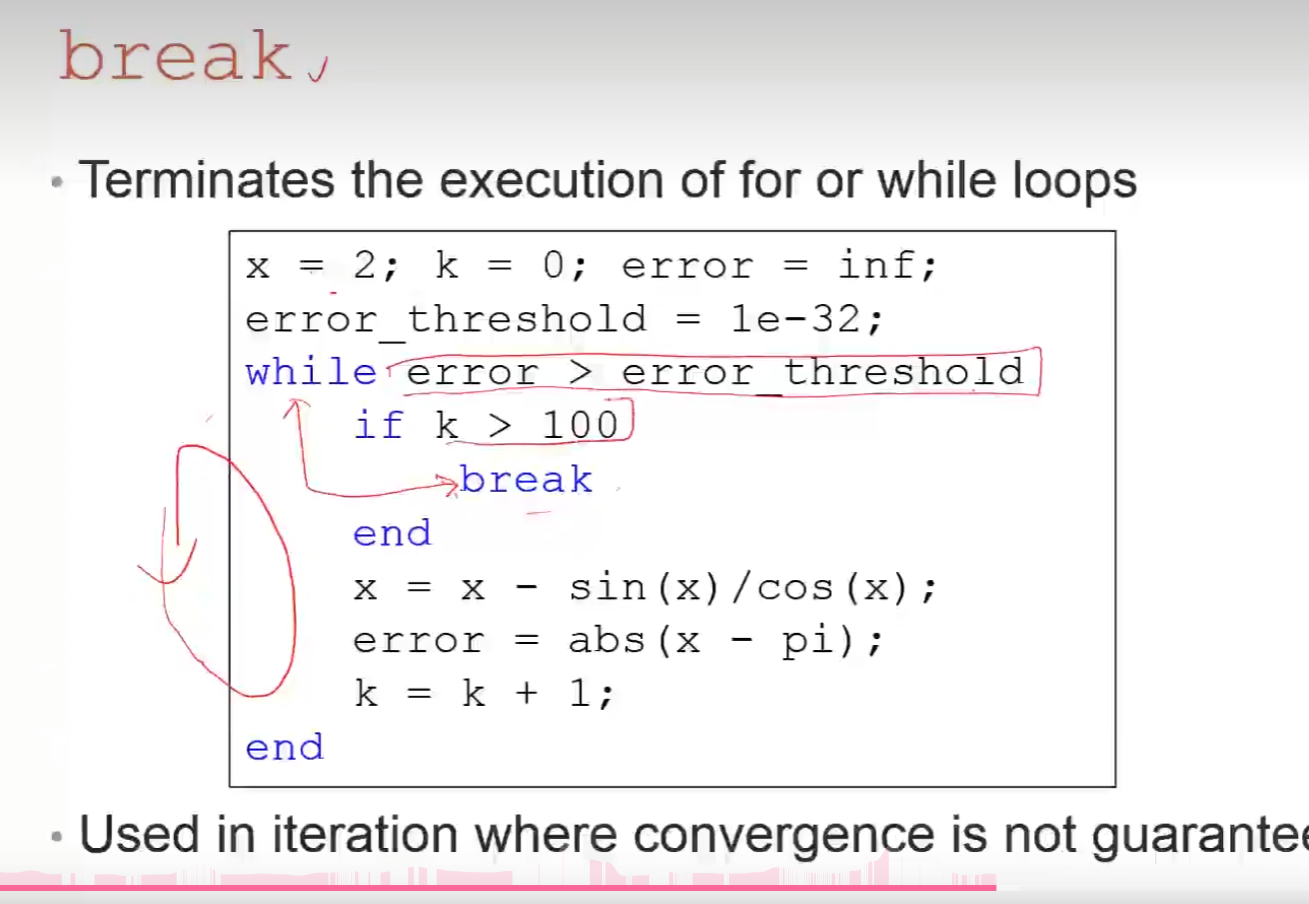 break
• Terminates the execution of for or while loops
x = 2; k = 0; error = inf;
error_threshold = 1e-32;
while error > error_threshold
if k > 100
break
end
x = x - sin(x)/cos(x);
error = abs(x - pi);
k = k + 1;
end
• Used in iteration where convergence is not